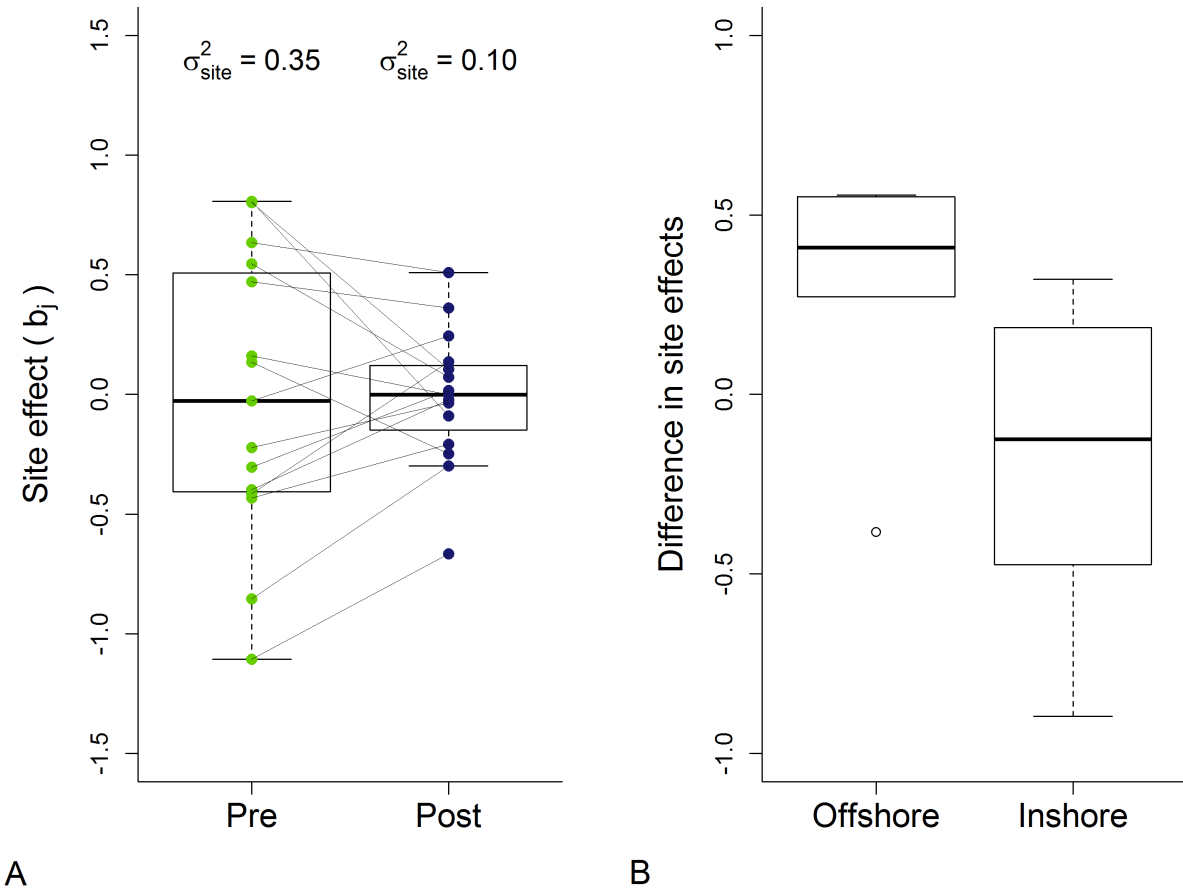 σ²site = 0.35
σ²site = 0.10
Site effect ( bj )
1.5
1.0
0.5
0.0
-0.5
-1.0
-1.5
Pre
Post
A
Difference in site effects
1.0
0.5
0.0
-0.5
-1.0
Offshore
Inshore
B